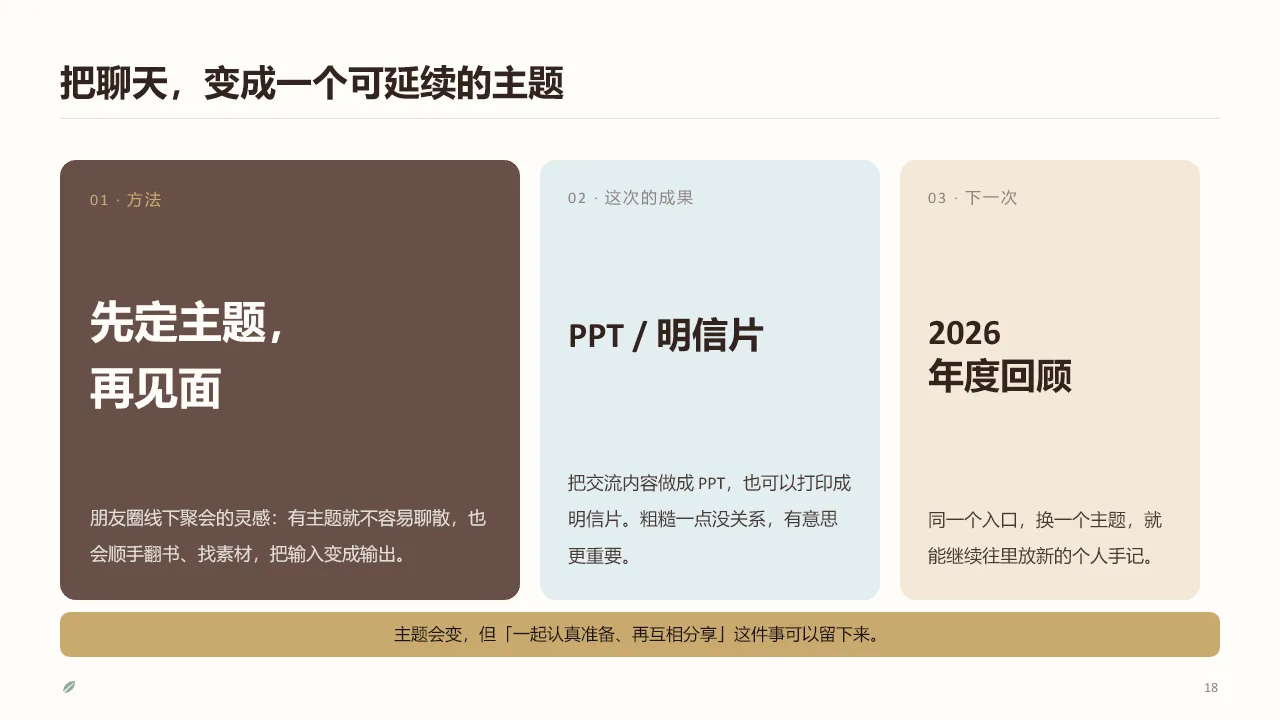 把聊天，变成一个可延续的主题
01 · 方法
先定主题，
再见面
朋友圈线下聚会的灵感：有主题就不容易聊散，也
会顺手翻书、找素材，把输入变成输出。
02 · 这次的成果
PPT / 明信片
把交流内容做成 PPT，也可以打印成
明信片。粗糙一点没关系，有意思
更重要。
03 · 下一次
2026
年度回顾
同一个入口，换一个主题，就
能继续往里放新的个人手记。
主题会变，但「一起认真准备、再互相分享」这件事可以留下来。
18